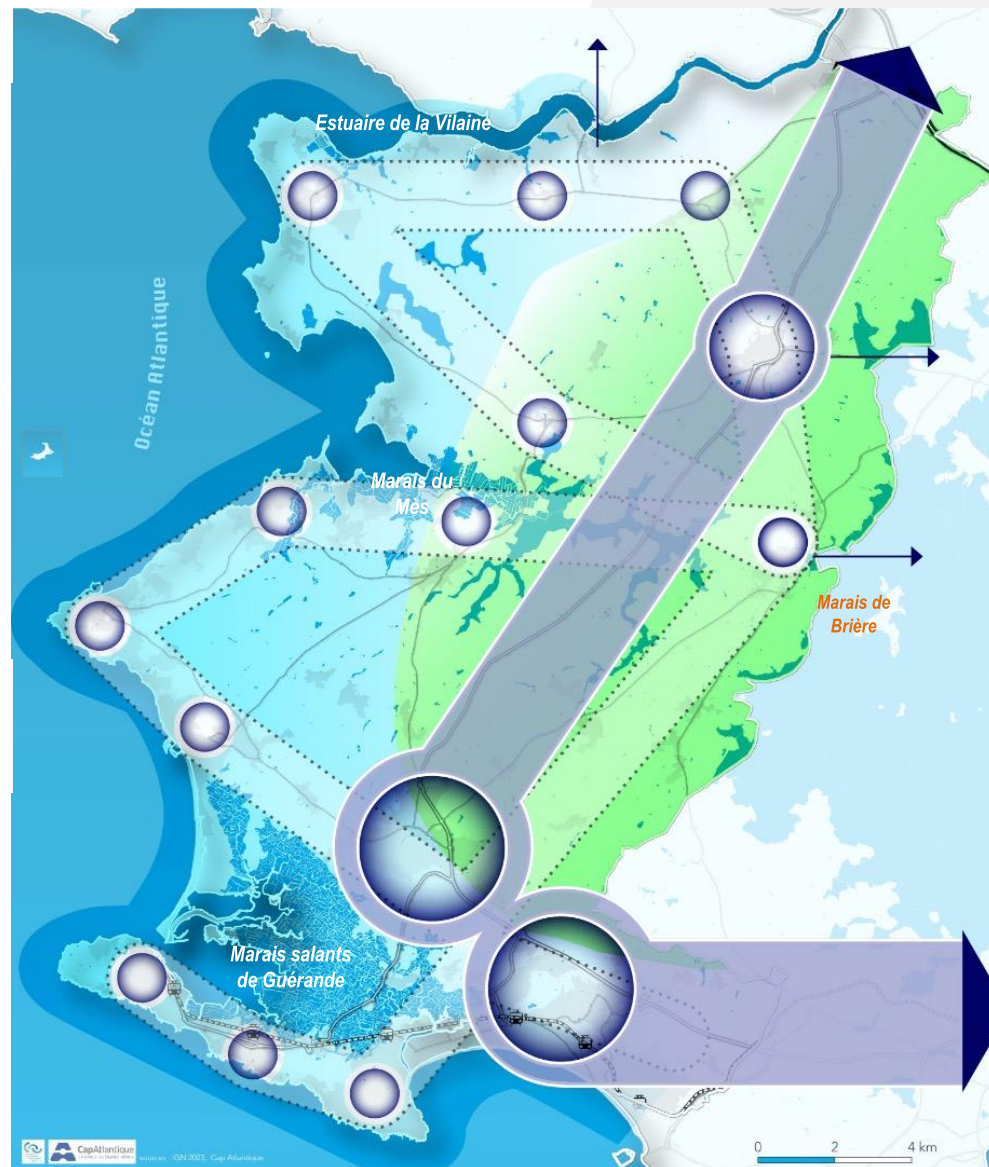 Estuaire de la Vilaine
Océan Atlantique
Marais du
Mès
Marais de
Brière
Marais salants
de Guérande
CapAtlantique
sources : IGN 2023, Cap Atlantique
0 2 4 km